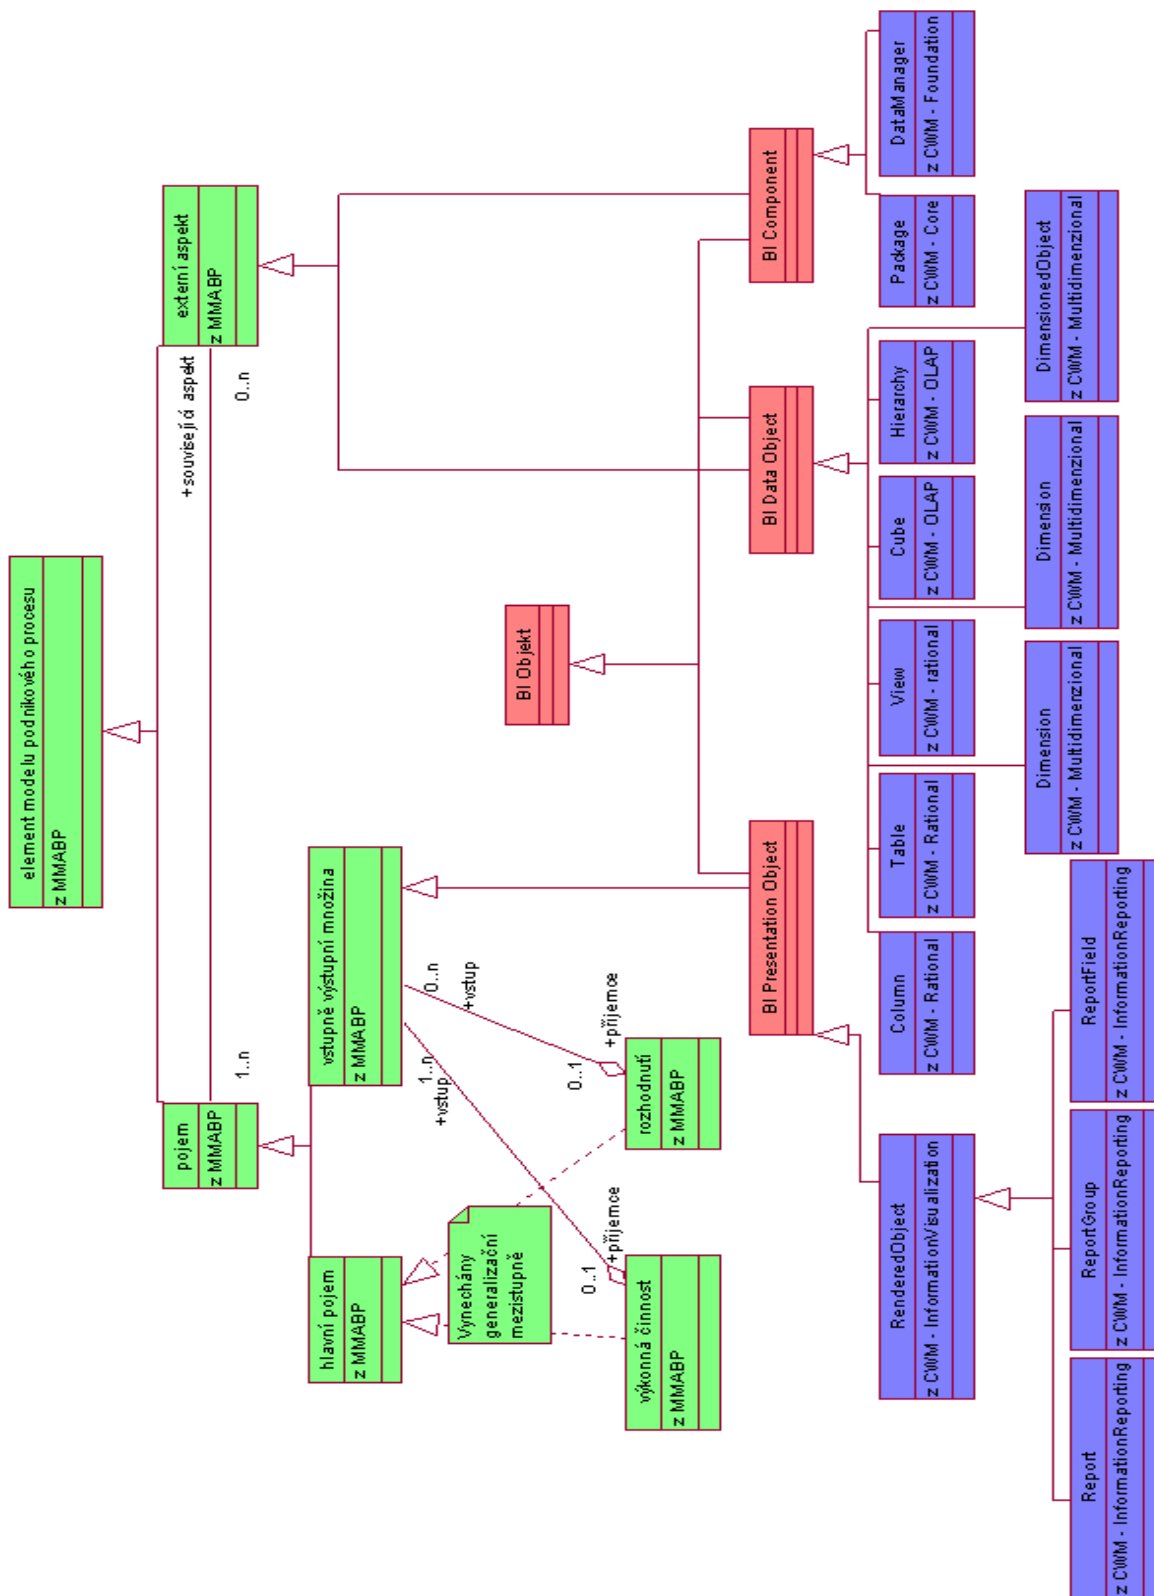 element modelu podnikového procesu
z MMABP
pojem
z MMABP
externí aspekt
z MMABP
1..n
+související aspekt
0..n
hlavní pojem
z MMABP
vstupně výstupní množina
z MMABP
Vynechány
generalizační
mezistupně
1..n
+vstup
0..n
+vstup
0..1
+příjemce
0..1
+příjemce
výkonná činnost
z MMABP
rozhodnutí
z MMABP
BI Objekt
BI Presentation Object
BI Data Object
BI Component
RenderedObject
z CWM - InformationVisualization
Column
z CWM - Rational
Table
z CWM - Rational
View
z CWM - rational
Cube
z CWM - OLAP
Hierarchy
z CWM - OLAP
Package
z CWM - Core
DataManager
z CWM - Foundation
Dimension
z CWM - Multidimenzional
Dimension
z CWM - Multidimenzional
DimensionedObject
z CWM - Multidimenzional
Report
z CWM - InformationReporting
ReportGroup
z CWM - InformationReporting
ReportField
z CWM - InformationReporting